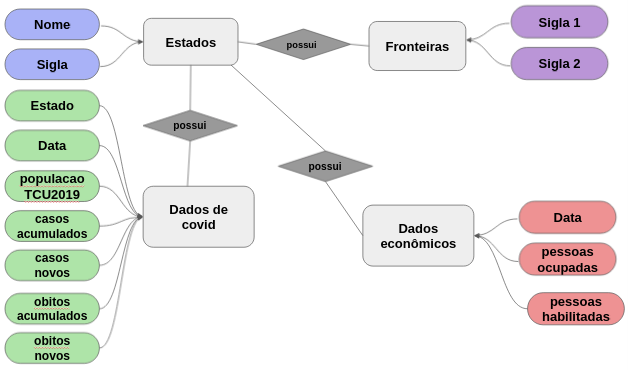 Nome
Sigla
Estados
possui
Fronteiras
Sigla 1
Sigla 2
Estado
Data
populacao
TCU2019
casos
acumulados
casos
novos
obitos
acumulados
obitos
novos
possui
Dados de
covid
possui
Dados
econômicos
Data
pessoas
ocupadas
pessoas
habilitadas